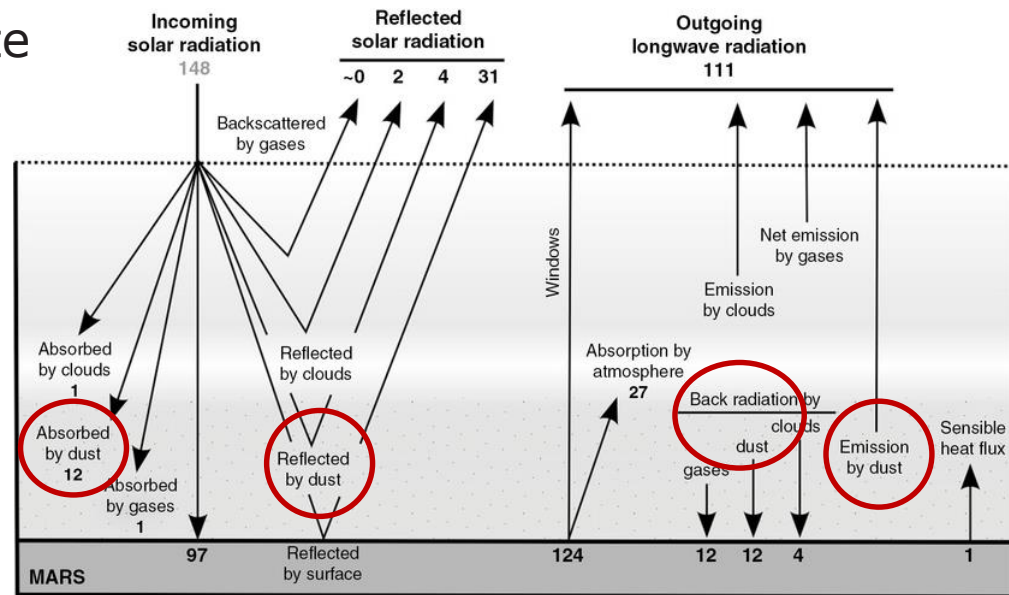 te
Incoming
solar radiation
148
Reflected
solar radiation
~0 2 4 31
Outgoing
longwave radiation
111
Backscattered
by gases
Windows
Net emission
by gases
Emission
by clouds
Absorbed
by clouds
1
Reflected
by clouds
Absorption by
atmosphere
27
Back radiation by
clouds
dust
gases
Absorbed
by dust
12
Reflected
by dust
Emission
by dust
Sensible
heat flux
Absorbed
by gases
1
97
Reflected
by surface
124
12 12 4
1
MARS